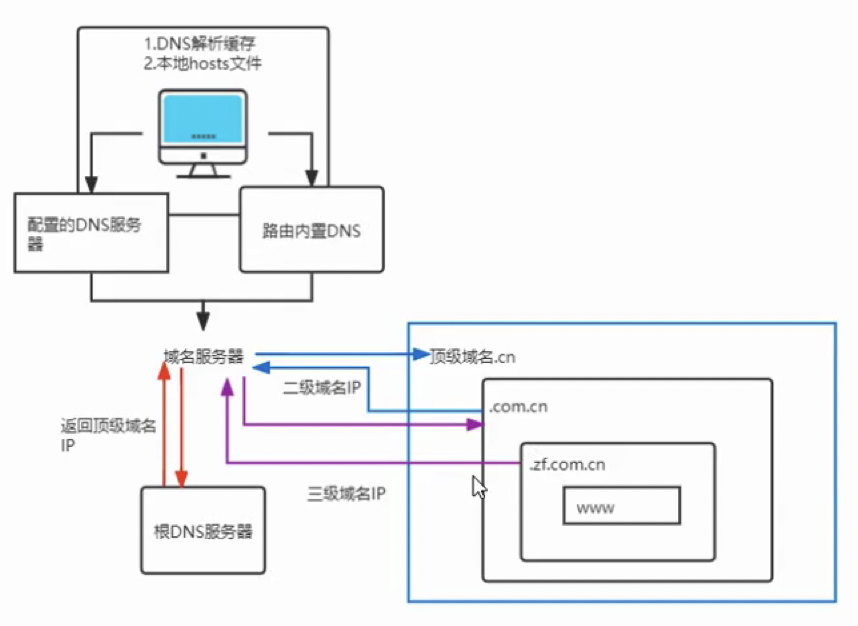 1.DNS解析缓存
2.本地hosts文件
配置的DNS服务
器
路由内置DNS
域名服务器
顶级域名.cn
二级域名IP
.com.cn
返回顶级域名
IP
.zf.com.cn
三级域名IP
www
根DNS服务器